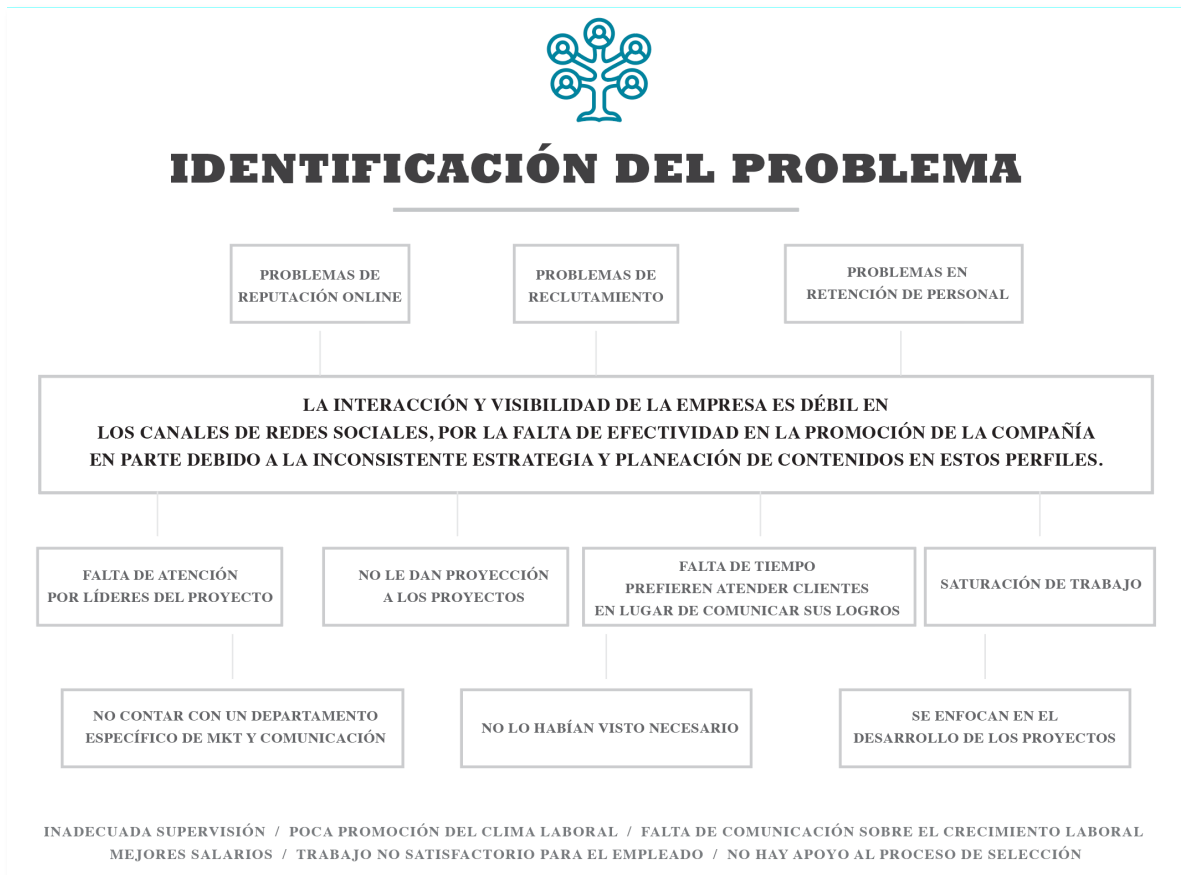 IDENTIFICACIÓN DEL PROBLEMA
PROBLEMAS DE
REPUTACIÓN ONLINE
PROBLEMAS DE
RECLUTAMIENTO
PROBLEMAS EN
RETENCIÓN DE PERSONAL
LA INTERACCIÓN Y VISIBILIDAD DE LA EMPRESA ES DÉBIL EN
LOS CANALES DE REDES SOCIALES, POR LA FALTA DE EFECTIVIDAD EN LA PROMOCIÓN DE LA COMPAÑÍA
EN PARTE DEBIDO A LA INCONSISTENTE ESTRATEGIA Y PLANEACIÓN DE CONTENIDOS EN ESTOS PERFILES.
FALTA DE ATENCIÓN
POR LÍDERES DEL PROYECTO
NO LE DAN PROYECCIÓN
A LOS PROYECTOS
FALTA DE TIEMPO
PREFIEREN ATENDER CLIENTES
EN LUGAR DE COMUNICAR SUS LOGROS
SATURACIÓN DE TRABAJO
NO CONTAR CON UN DEPARTAMENTO
ESPECÍFICO DE MKT Y COMUNICACIÓN
NO LO HABÍAN VISTO NECESARIO
SE ENFOCAN EN EL
DESARROLLO DE LOS PROYECTOS
INADECUADA SUPERVISIÓN / POCA PROMOCIÓN DEL CLIMA LABORAL / FALTA DE COMUNICACIÓN SOBRE EL CRECIMIENTO LABORAL
MEJORES SALARIOS / TRABAJO NO SATISFACTORIO PARA EL EMPLEADO / NO HAY APOYO AL PROCESO DE SELECCIÓN